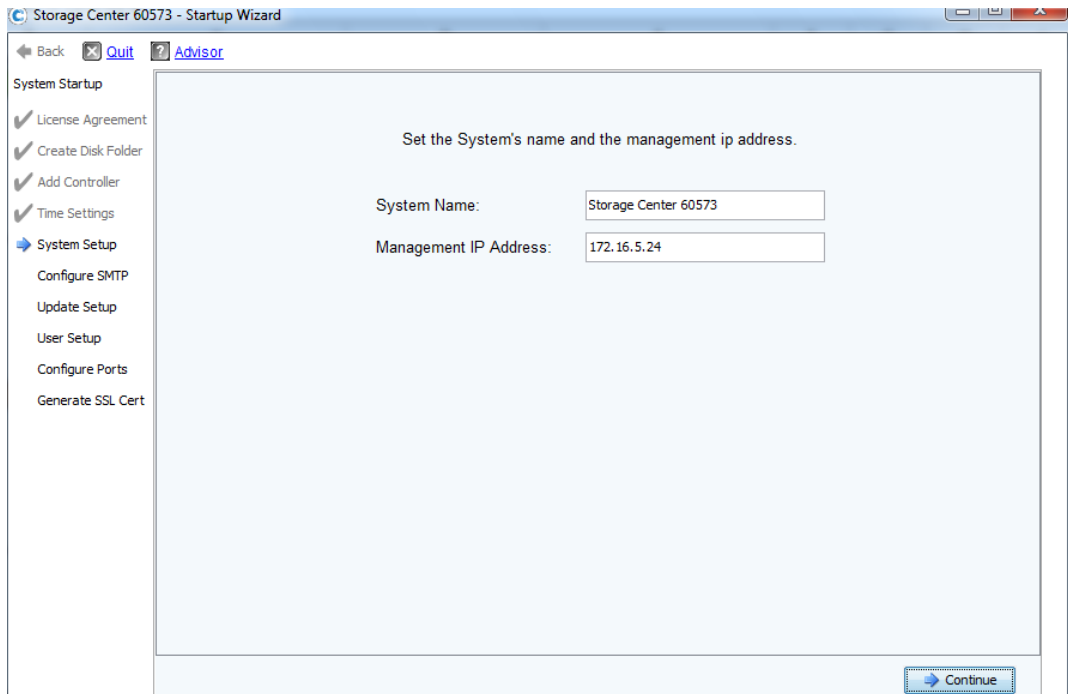 Storage Center 60573 - Startup Wizard
Back Quit Advisor
System Startup
License Agreement
Create Disk Folder
Add Controller
Time Settings
System Setup
Configure SMTP
Update Setup
User Setup
Configure Ports
Generate SSL Cert
Set the System's name and the management ip address.
System Name: Storage Center 60573
Management IP Address: 172.16.5.24
Continue